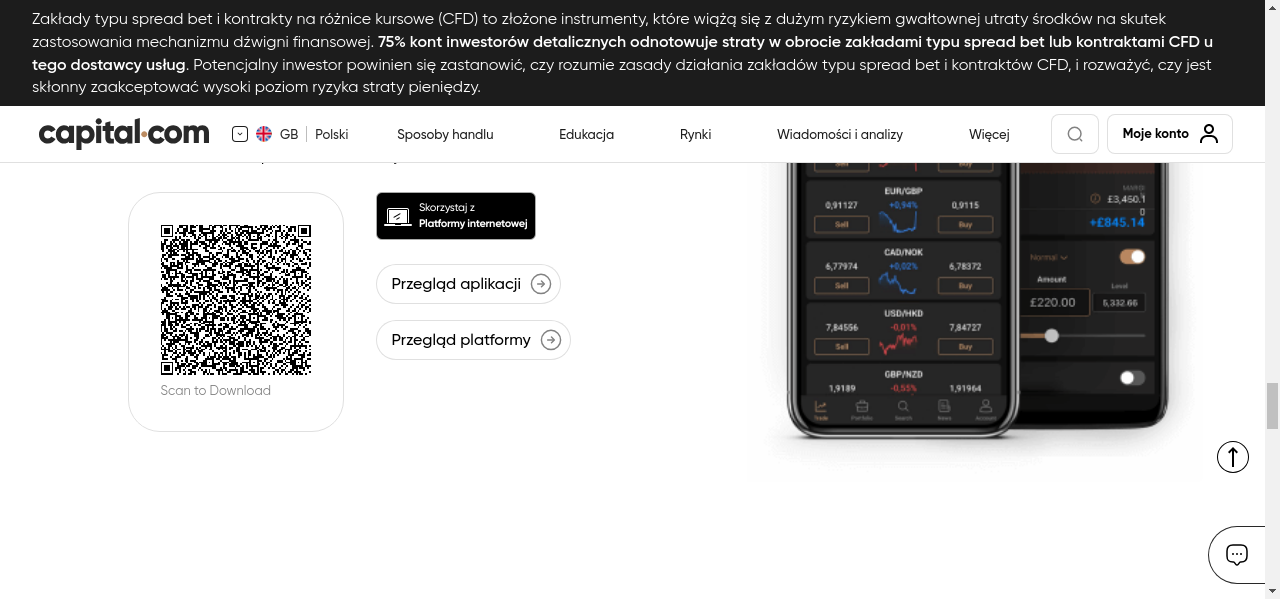 Zakłady typu spread bet i kontrakty na różnice kursowe (CFD) to złożone instrumenty, które wiążą się z dużym ryzykiem gwałtownej utraty środków na skutek
zastosowania mechanizmu dźwigni finansowej. 75% kont inwestorów detalicznych odnotowuje straty w obrocie zakładami typu spread bet lub kontraktami CFD u
tego dostawcy usług. Potencjalny inwestor powinien się zastanowić, czy rozumie zasady działania zakładów typu spread bet i kontraktów CFD, i rozważyć, czy jest
skłonny zaakceptować wysoki poziom ryzyka straty pieniędzy.
capital.com
GB
Polski
Sposoby handlu
Edukacja
Rynki
Wiadomości i analizy
Więcej
Moje konto
Skorzystaj z
Platformy internetowej
Przegląd aplikacji
Przegląd platformy
Scan to Download
EUR/GBP
0,91127
+0,94%
0,9115
Sell
Buy
CAD/NOK
6,77974
+0,02%
6,78372
Sell
Buy
USD/HKD
7,84556
-0,01%
7,84727
Sell
Buy
GBP/NZD
1,9189
-0,55%
1,91964
Trade
Portfolio
Search
News
Account
£3,450.1
0
+£845.14
Normal
Amount
Level
£220.00
5,332.66